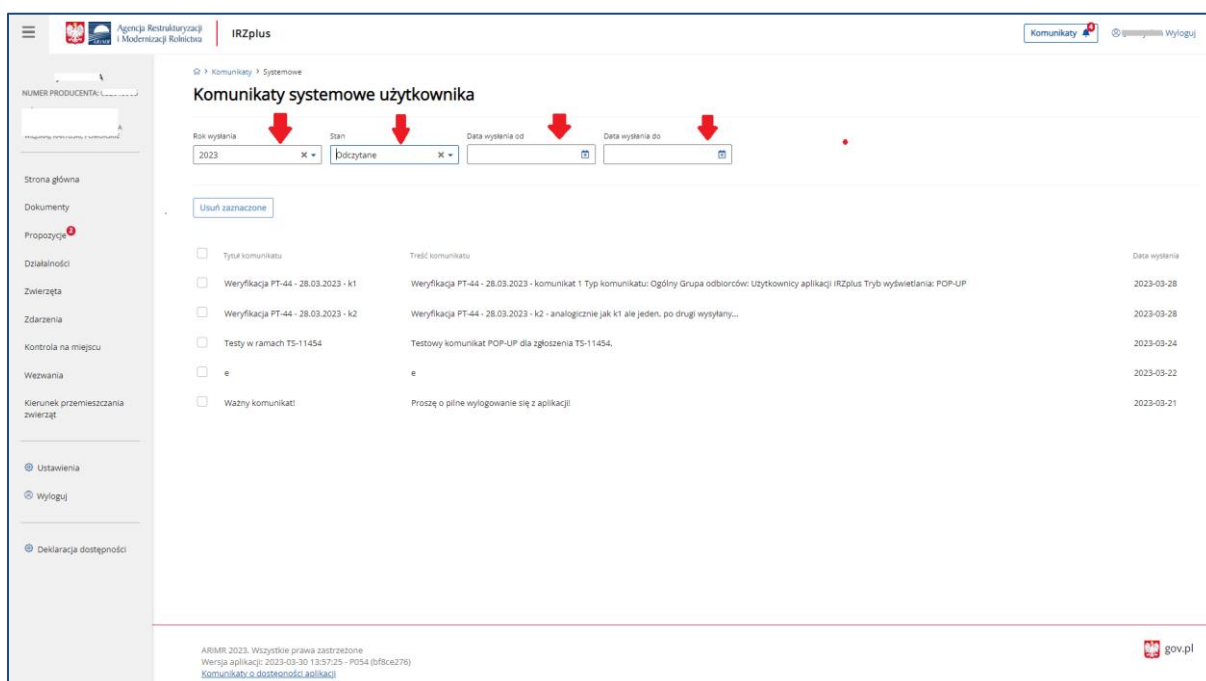 Agencja Restrukturyzacji
i Modernizacji Rolnictwa
ARiMR
IRZplus
Komunikaty 4
Wyloguj
NUMER PRODUCENTA:
Komunikaty > Systemowe
Komunikaty systemowe użytkownika
Rok wysłania Stan Data wysłania od Data wysłania do
2023 Odczytane
Strona główna
Dokumenty
Propozycje 2
Działalności
Zwierzęta
Zdarzenia
Kontrola na miejscu
Wezwania
Kierunek przemieszczania
zwierząt
Ustawienia
Wyloguj
Deklaracja dostępności
Usuń zaznaczone
Tytuł komunikatu Treść komunikatu Data wysłania
Weryfikacja PT-44 - 28.03.2023 - k1 Weryfikacja PT-44 - 28.03.2023 - komunikat 1 Typ komunikatu: Ogólny Grupa odbiorców: Użytkownicy aplikacji IRZplus Tryb wyświetlania: POP-UP 2023-03-28
Weryfikacja PT-44 - 28.03.2023 - k2 Weryfikacja PT-44 - 28.03.2023 - k2 - analogicznie jak k1 ale jeden, po drugi wysyłany... 2023-03-28
Testy w ramach TS-11454 Testowy komunikat POP-UP dla zgłoszenia TS-11454. 2023-03-24
e e 2023-03-22
Ważny komunikat! Proszę o pilne wylogowanie się z aplikacji! 2023-03-21
ARiMR 2023. Wszystkie prawa zastrzeżone
Wersja aplikacji: 2023-03-30 13:57:25 - P054 (bf8ce276)
Komunikaty o dostępności aplikacji
gov.pl